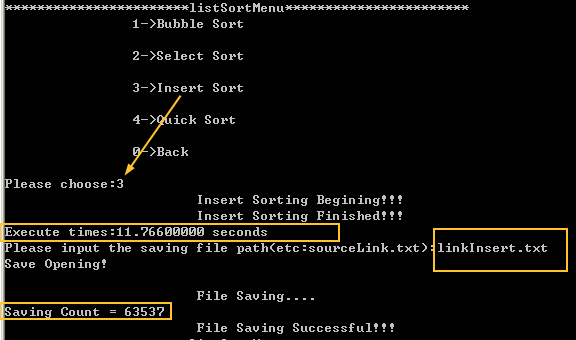 ***********************listSortMenu***********************
1->Bubble Sort
2->Select Sort
3->Insert Sort
4->Quick Sort
0->Back
Please choose:3
Insert Sorting Begining!!!
Insert Sorting Finished!!!
Execute times:11.76600000 seconds
Please input the saving file path(etc:sourceLink.txt):linkInsert.txt
Save Opening!
File Saving....
Saving Count = 63537
File Saving Successful!!!